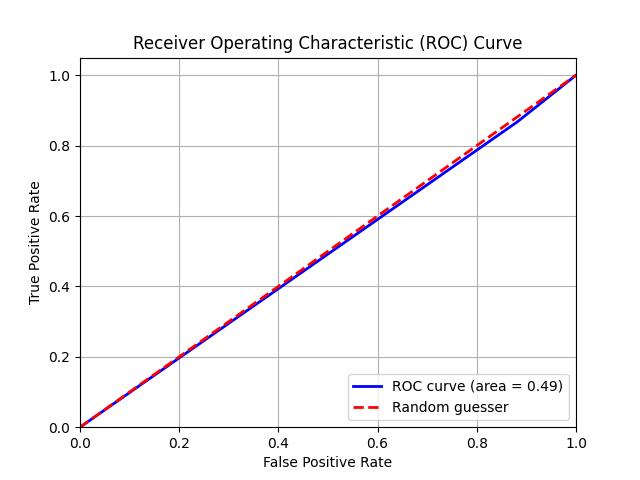 Receiver Operating Characteristic (ROC) Curve
True Positive Rate
1.0
0.8
0.6
0.4
0.2
0.0
0.0 0.2 0.4 0.6 0.8 1.0
False Positive Rate
ROC curve (area = 0.49)
Random guesser